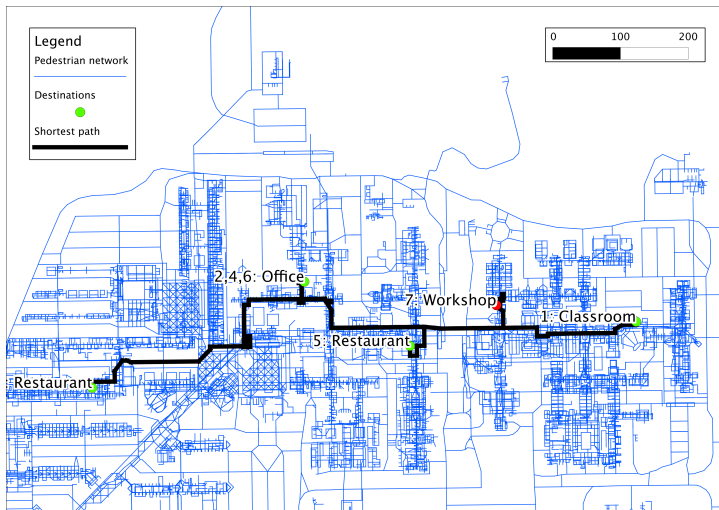 Legend
Pedestrian network
Destinations
Shortest path
0 100 200
2,4,6: Office
7: Workshop
1: Classroom
5: Restaurant
Restaurant